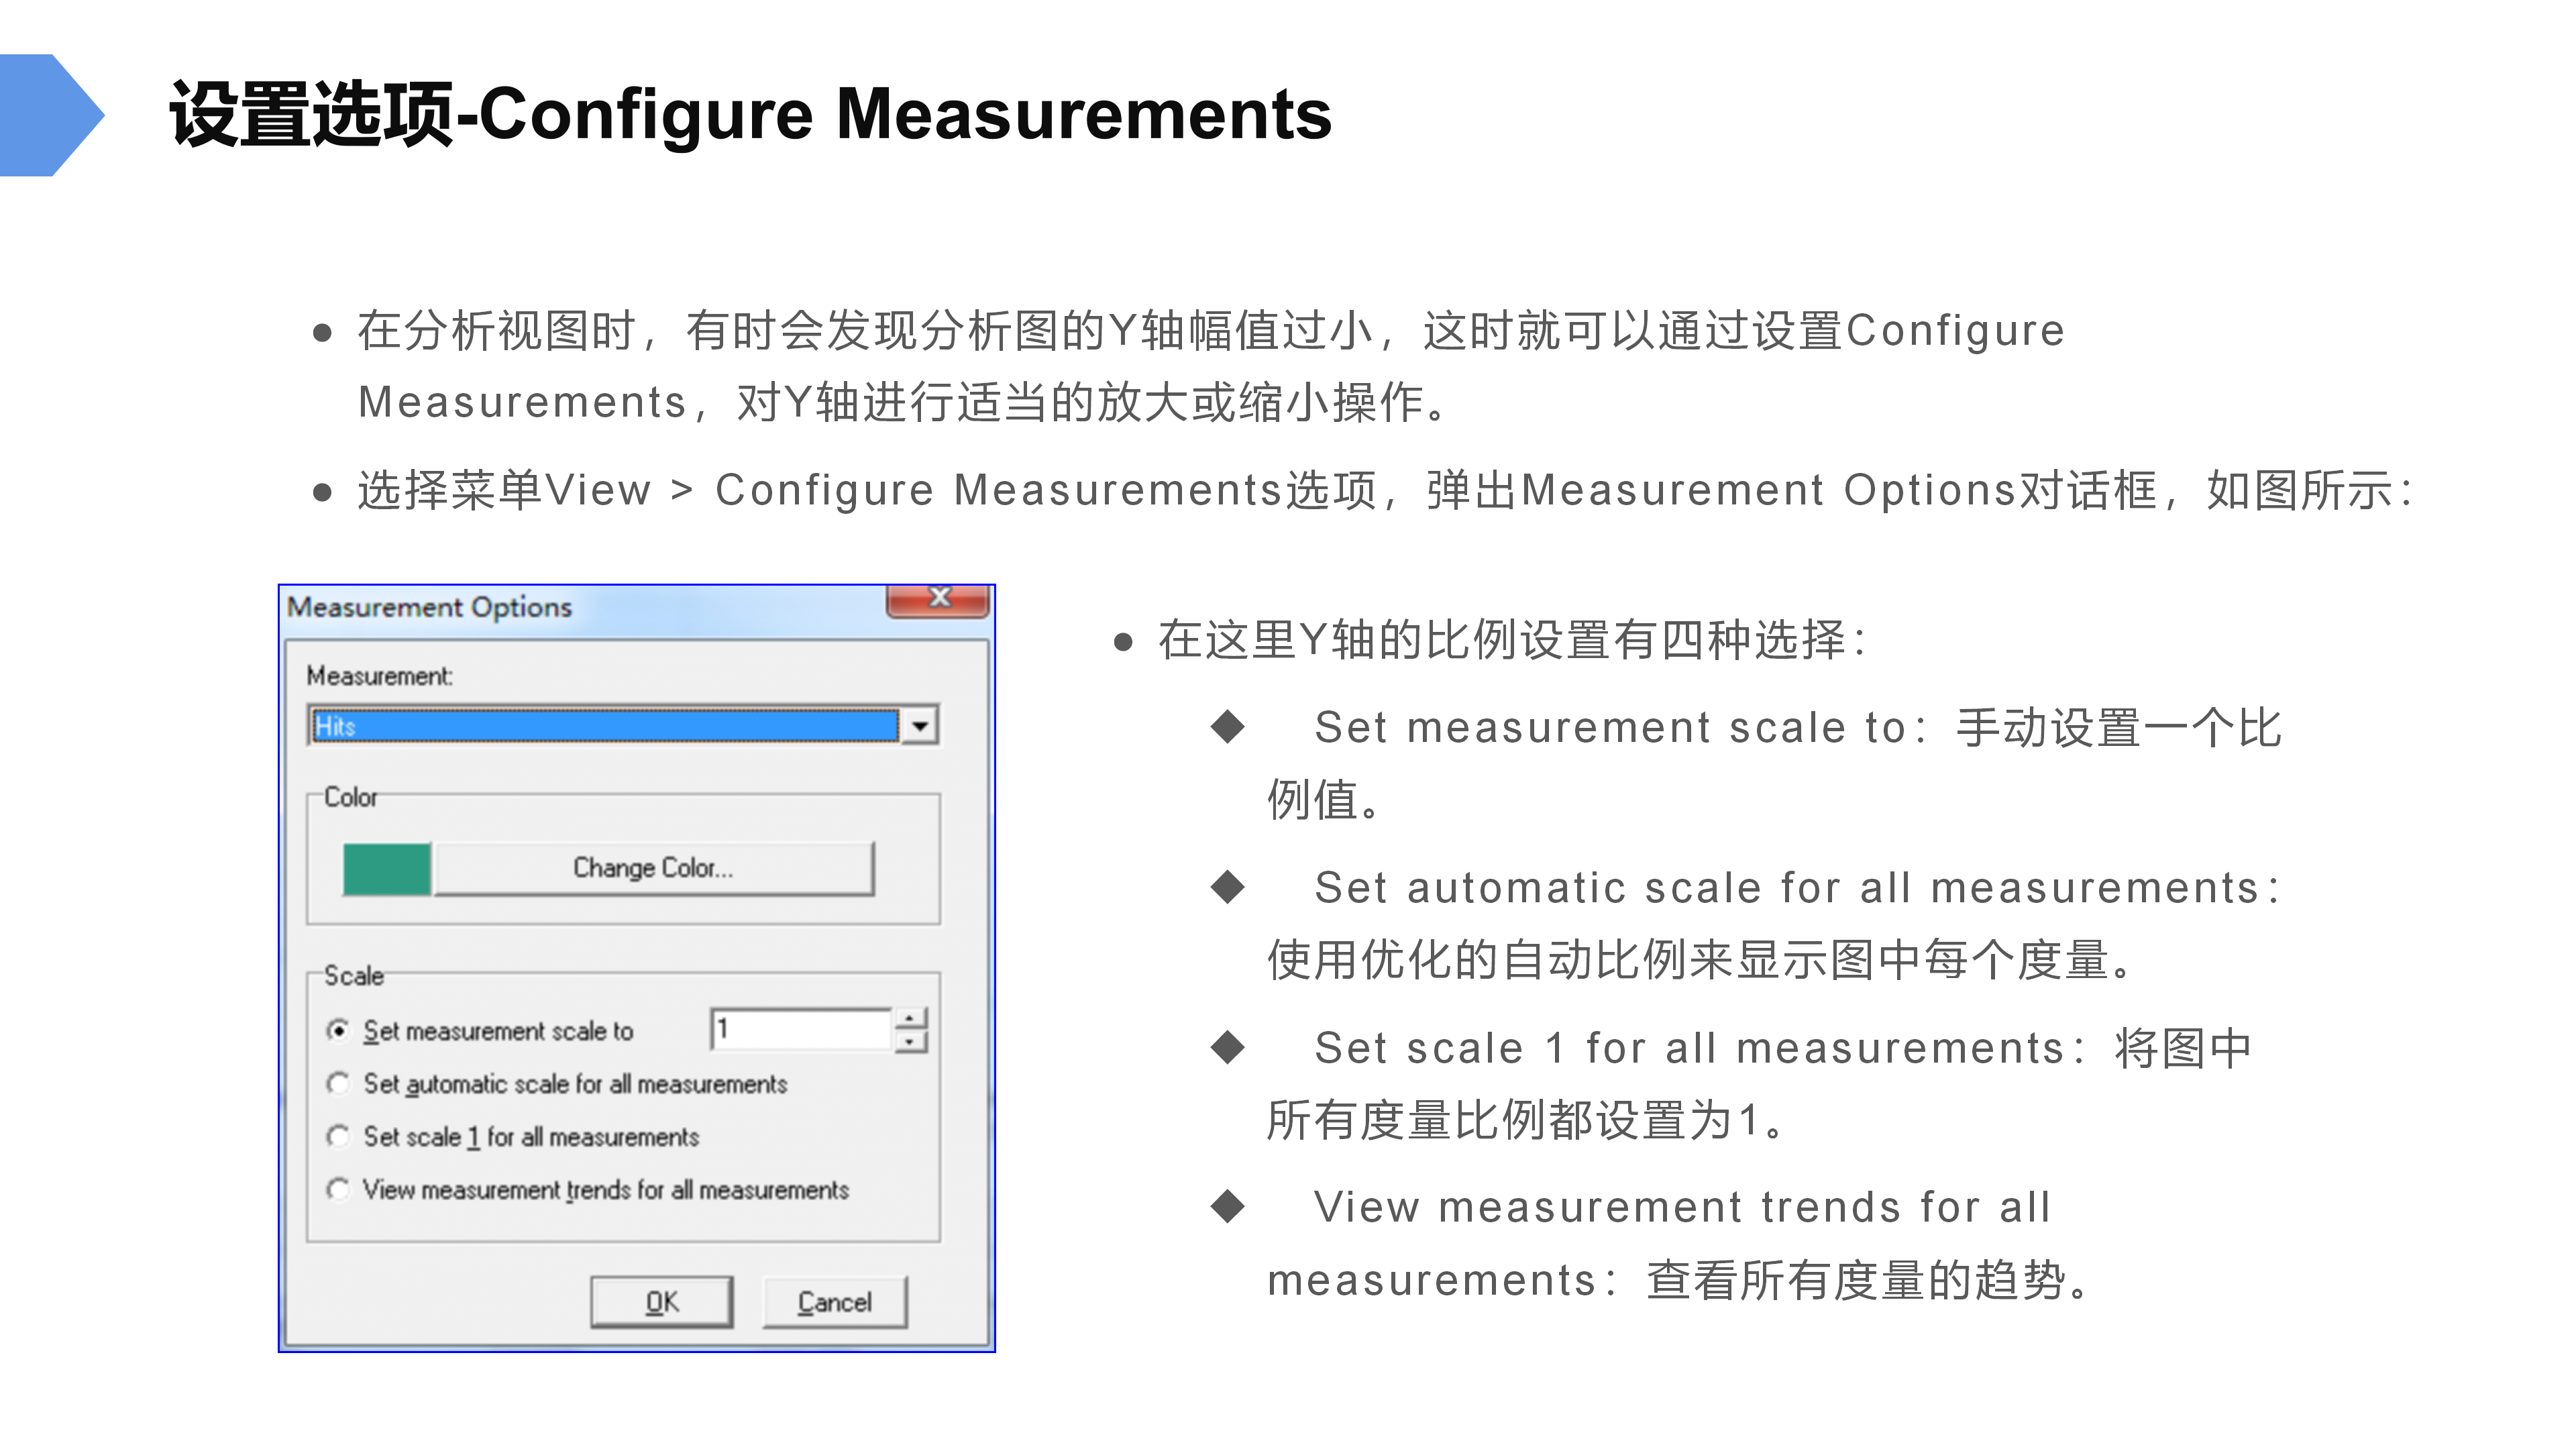 设置选项-Configure Measurements
● 在分析视图时，有时会发现分析图的Y轴幅值过小，这时就可以通过设置Configure
Measurements，对Y轴进行适当的放大或缩小操作。
● 选择菜单View > Configure Measurements选项，弹出Measurement Options对话框，如图所示：
Measurement Options
Measurement:
Hits
Color
Change Color...
Scale
Set measurement scale to 1
Set automatic scale for all measurements
Set scale 1 for all measurements
View measurement trends for all measurements
OK Cancel
● 在这里Y轴的比例设置有四种选择：
◆ Set measurement scale to：手动设置一个比
例值。
◆ Set automatic scale for all measurements：
使用优化的自动比例来显示图中每个度量。
◆ Set scale 1 for all measurements：将图中
所有度量比例都设置为1。
◆ View measurement trends for all
measurements：查看所有度量的趋势。